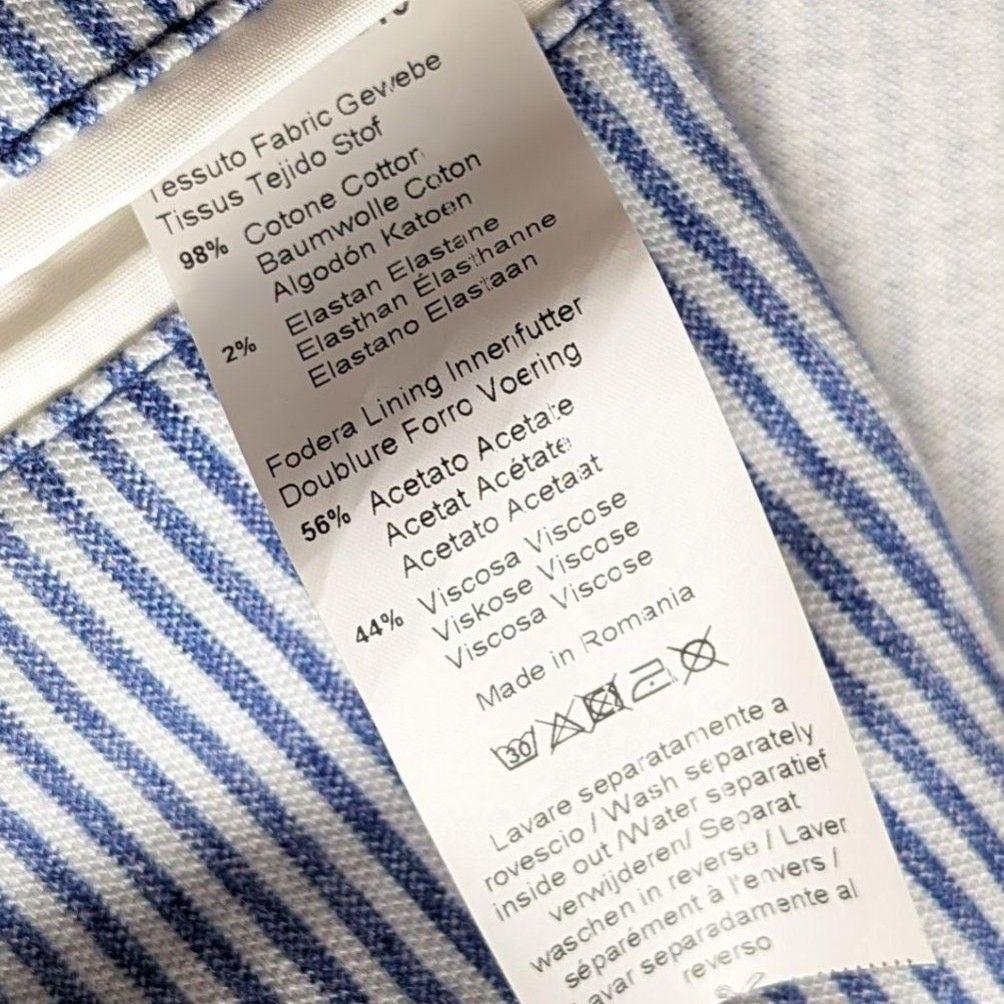 Tessuto Fabric Gewebe
Tissus Tejido Stof
98% Cotone Cotton
Baumwolle Coton
Algodón Katoen
2% Elastan Elastane
Elasthan Élasthanne
Elastano Elastaan
Fodera Lining Innenfutter
Doublure Forro Voering
56% Acetato Acetate
Acetat Acétate
Acetato Acetaat
44% Viscosa Viscose
Viskose Viscose
Viscosa Viscose
Made in Romania
30
Lavare separatamente a
rovescio / Wash separately
inside out /Water separatief
verwijderen/ Separat
waschen in reverse / Laver
séparément à l'envers /
Lavar separadamente al
reverso